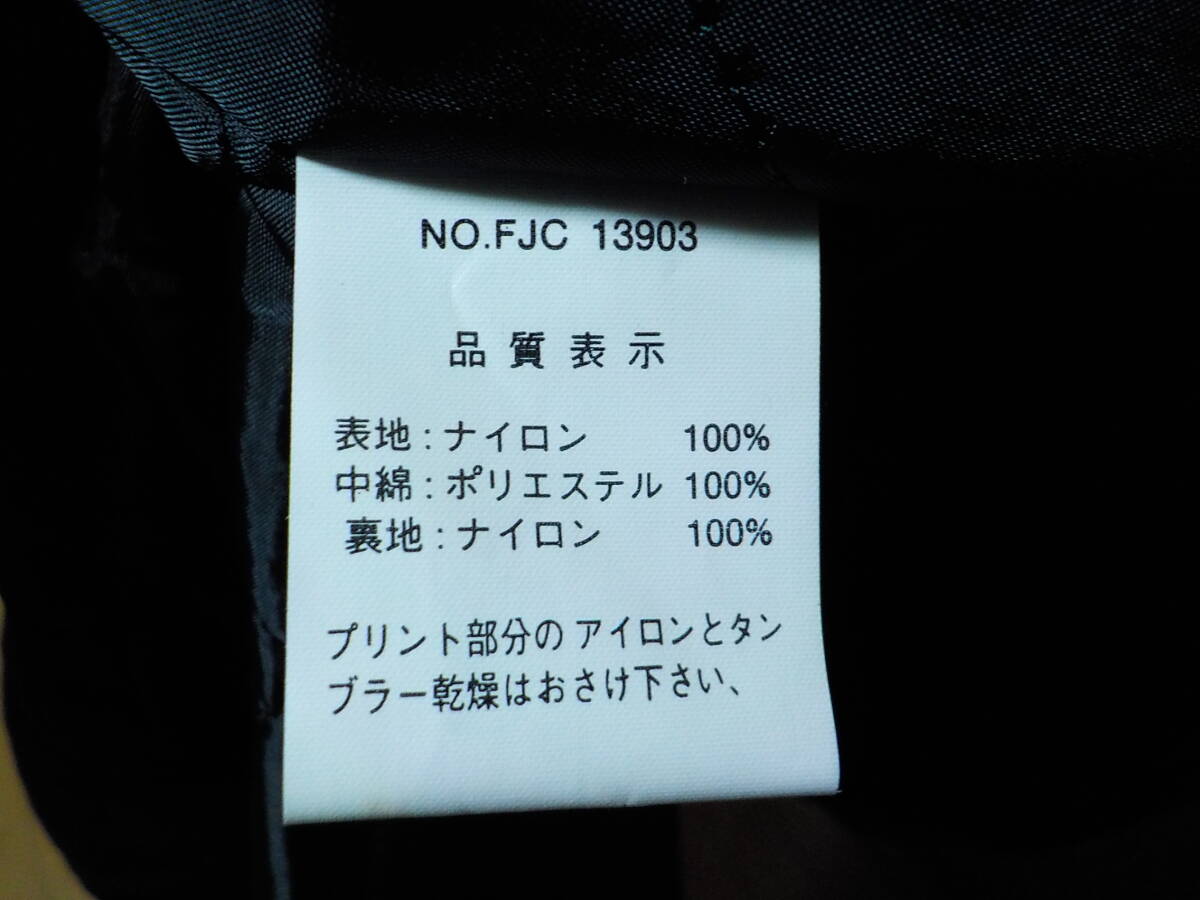 NO.FJC 13903
品質表示
表地:ナイロン 100%
中綿:ポリエステル 100%
裏地:ナイロン 100%
プリント部分のアイロンとタン
ブラー乾燥はおさけ下さい、